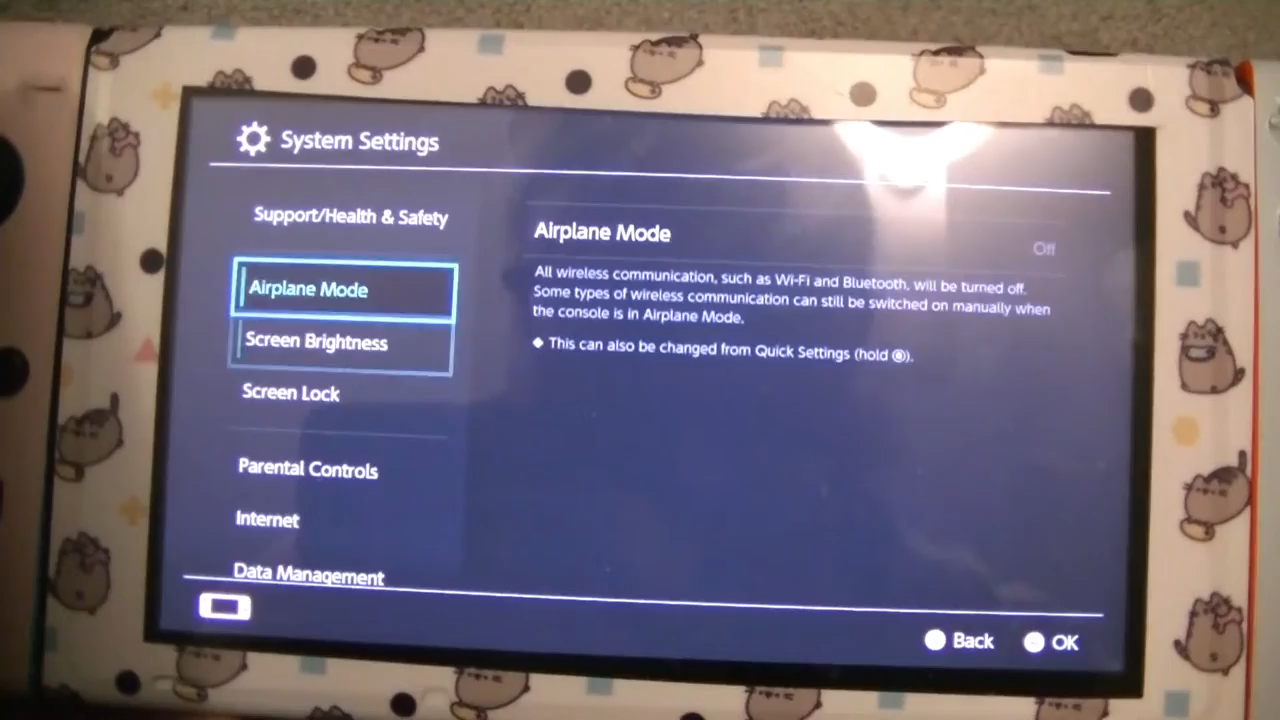 System Settings
Support/Health & Safety
Airplane Mode
Screen Brightness
Screen Lock
Parental Controls
Internet
Data Management
Airplane Mode
Off
All wireless communication, such as Wi-Fi and Bluetooth, will be turned off.
Some types of wireless communication can still be switched on manually when
the console is in Airplane Mode.
◆ This can also be changed from Quick Settings (hold ).
Back
OK